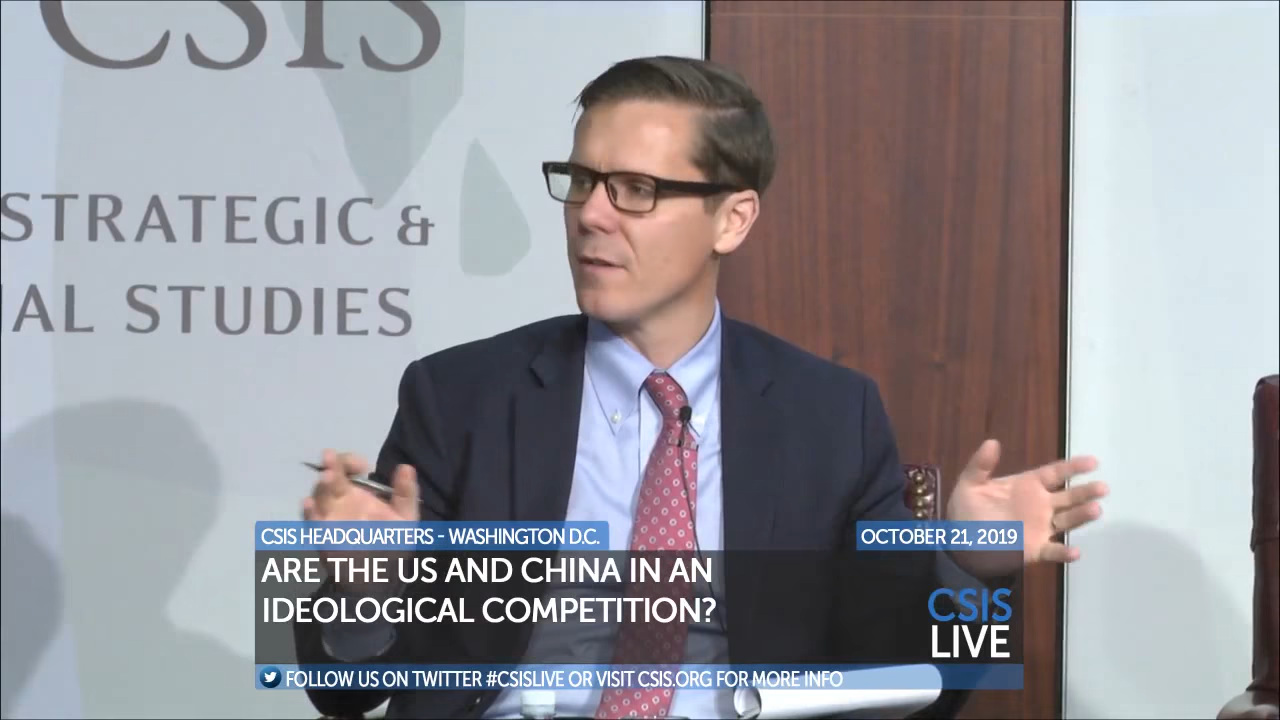 CSIS
STRATEGIC &
AL STUDIES
CSIS HEADQUARTERS - WASHINGTON D.C.
OCTOBER 21, 2019
ARE THE US AND CHINA IN AN
IDEOLOGICAL COMPETITION?
CSIS
LIVE
FOLLOW US ON TWITTER #CSISLIVE OR VISIT CSIS.ORG FOR MORE INFO